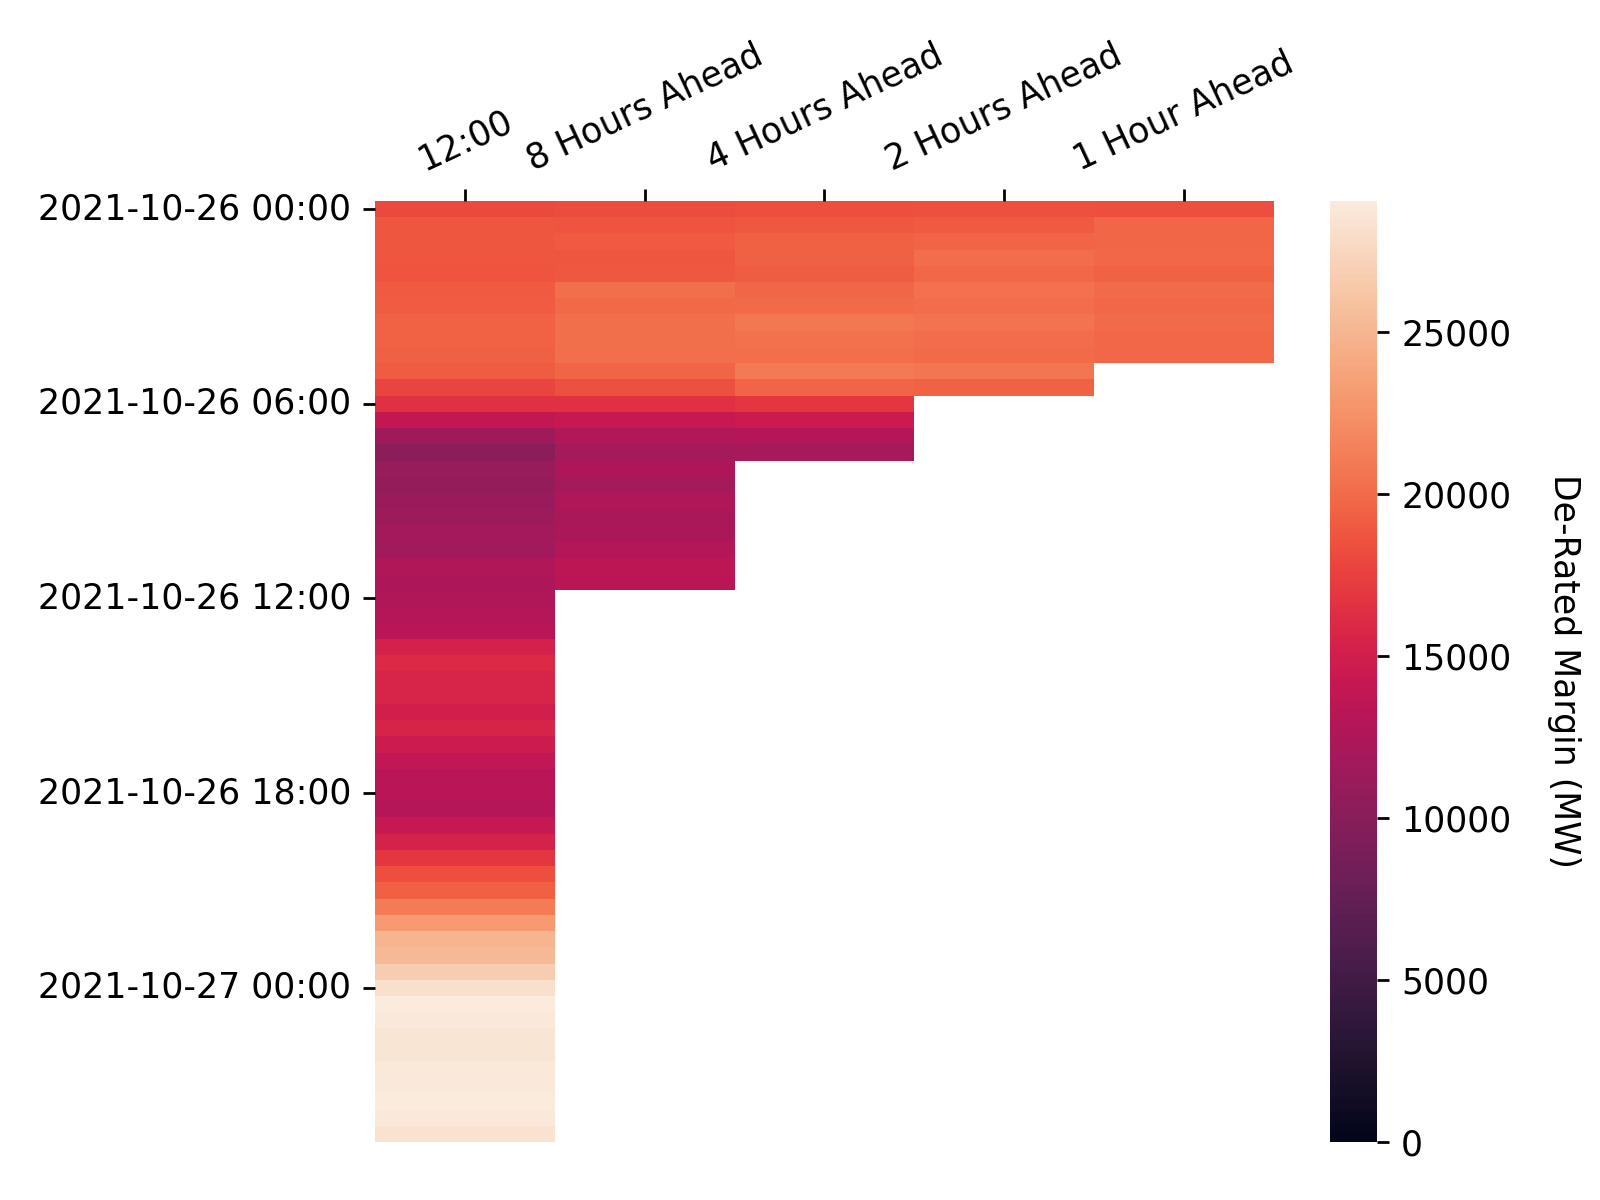 12:00
8 Hours Ahead
4 Hours Ahead
2 Hours Ahead
1 Hour Ahead
2021-10-26 00:00
2021-10-26 06:00
2021-10-26 12:00
2021-10-26 18:00
2021-10-27 00:00
25000
20000
15000
10000
5000
0
De-Rated Margin (MW)